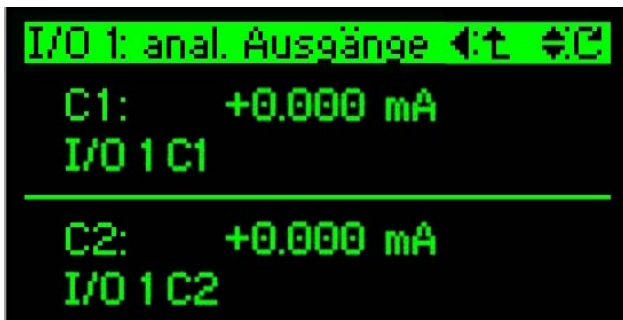 I/O 1: anal. Ausgänge ◀:⮢ ♦:C
C1: +0.000 mA
I/O 1 C1
C2: +0.000 mA
I/O 1 C2